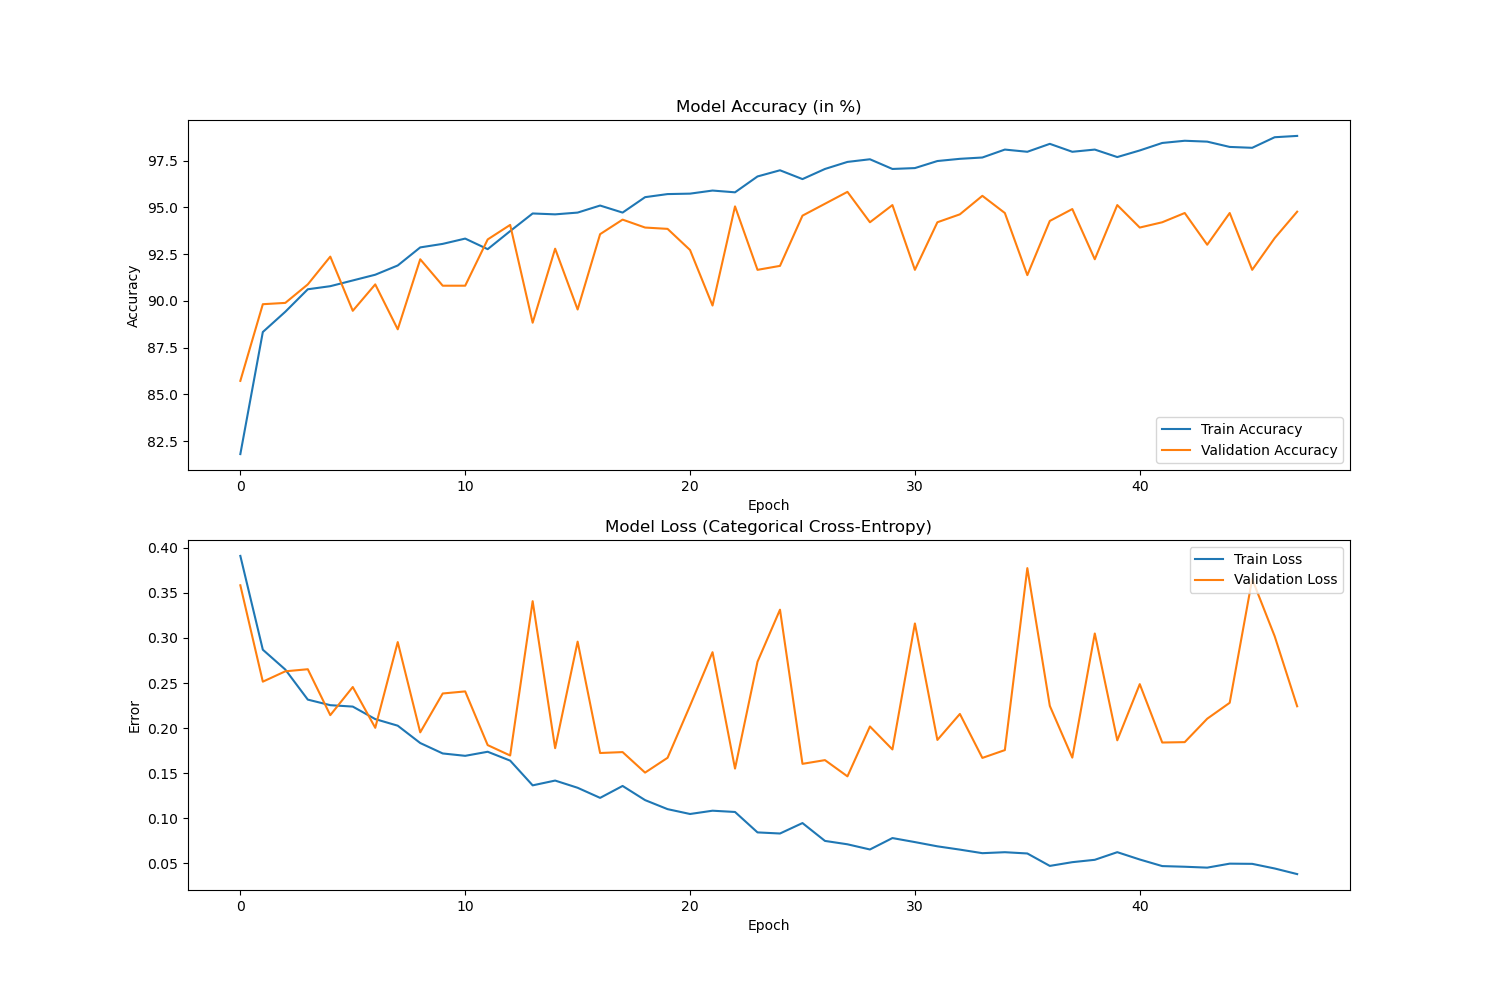 Model Accuracy (in %)
97.5
95.0
92.5
90.0
87.5
85.0
82.5
Accuracy
Train Accuracy
Validation Accuracy
0 10 20 30 40
Epoch
Model Loss (Categorical Cross-Entropy)
0.40
0.35
0.30
0.25
0.20
0.15
0.10
0.05
Error
Train Loss
Validation Loss
0 10 20 30 40
Epoch